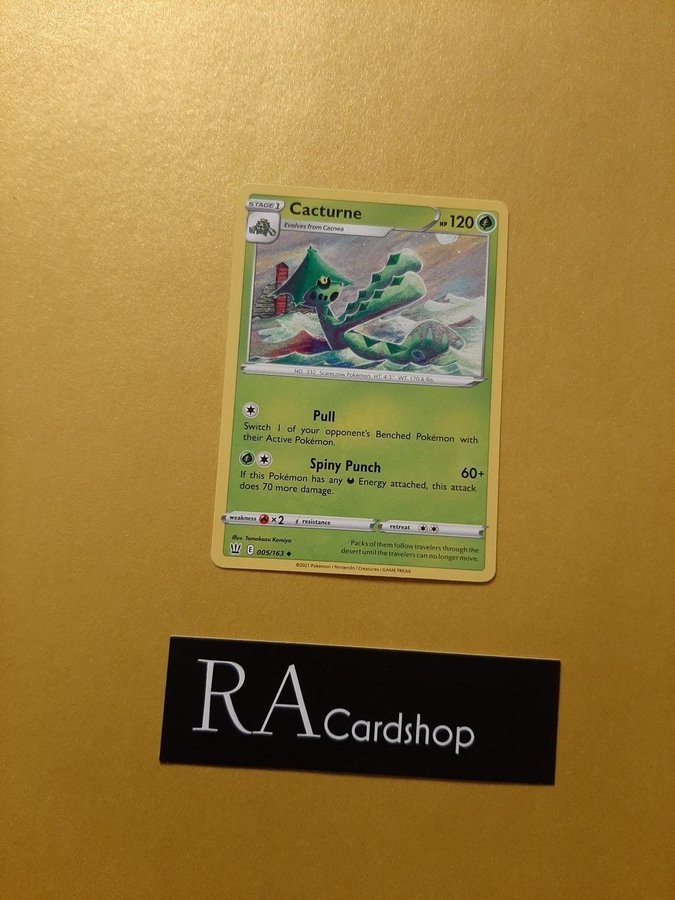 STAGE 1
Cacturne
HP 120
Evolves from Cacnea
NO. 332 Scarecrow Pokémon HT 4'3" WT 170.6 lbs.
Pull
Switch 1 of your opponent's Benched Pokémon with
their Active Pokémon.
Spiny Punch 60+
If this Pokémon has any Energy attached, this attack
does 70 more damage.
weakness ×2 resistance retreat
Illus. Tomokazu Komiya
Packs of them follow travelers through the
desert until the travelers can no longer move.
E 005/163
©2021 Pokémon / Nintendo / Creatures / GAME FREAK
RA Cardshop